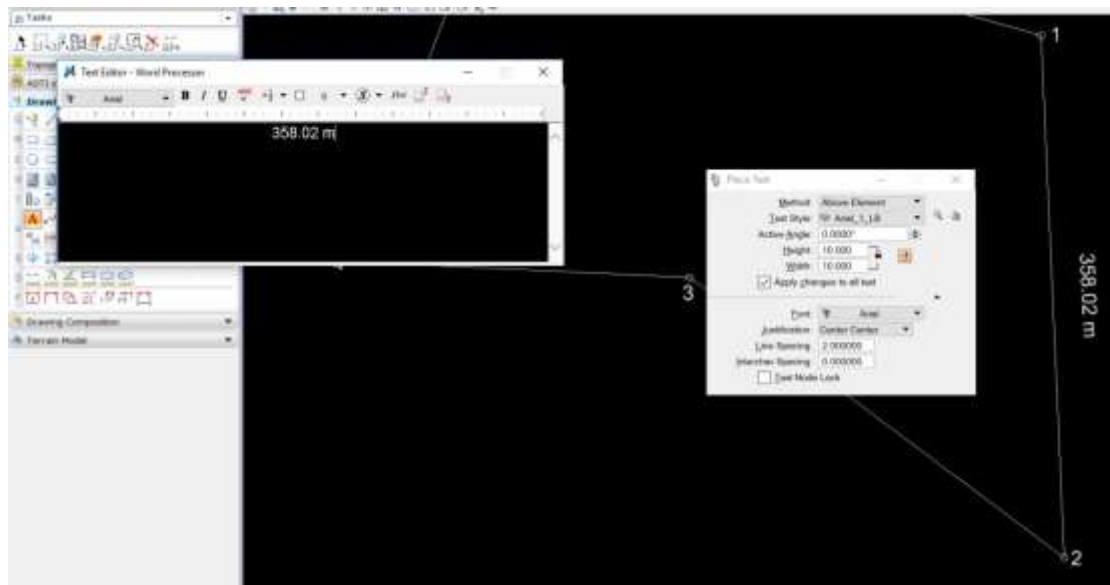 Tasks
Text Editor - Word Processor
Arial
B I U
358.02 m
Drawing Composition
Terrain Model
1
3
2
358.02 m
Place Text
Method: Above Element
Text Style: Arial_1_LB
Active Angle: 0.0000°
Height: 10.000
Width: 10.000
Apply changes to all text
Font: Arial
Justification: Center Center
Line Spacing: 2.000000
Interchar Spacing: 0.000000
Text Node Lock